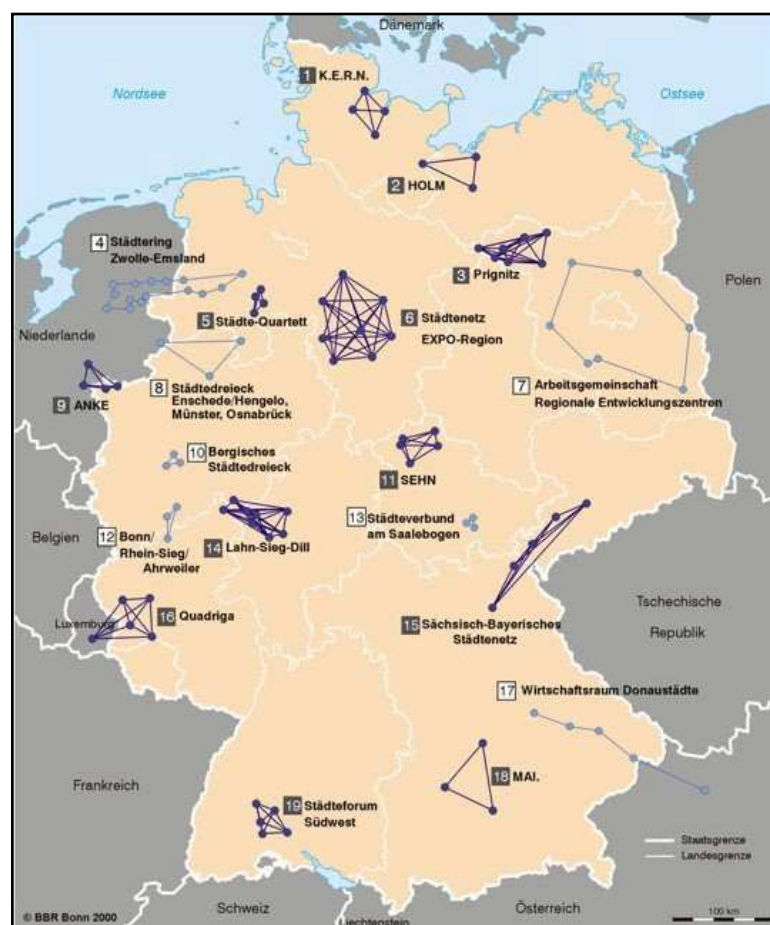 Dänemark
1 K.E.R.N.
Nordsee
Ostsee
2 HOLM
4 Städtering
Zwolle-Emsland
3 Prignitz
Polen
5 Städte-Quartett
6 Städtenetz
EXPO-Region
Niederlande
8 Städtedreieck
Enschede/Hengelo,
Münster, Osnabrück
7 Arbeitsgemeinschaft
Regionale Entwicklungszentren
9 ANKE
10 Bergisches
Städtedreieck
11 SEHN
Belgien
12 Bonn/
Rhein-Sieg/
Ahrweiler
14 Lahn-Sieg-Dill
13 Städteverbund
am Saalebogen
Tschechische
Republik
Luxemburg
16 Quadriga
15 Sächsisch-Bayerisches
Städtenetz
17 Wirtschaftsraum Donaustädte
Frankreich
18 MAI.
19 Städteforum
Südwest
Staatsgrenze
Landesgrenze
Schweiz
Österreich
© BBR Bonn 2000
Liechtenstein
100 km